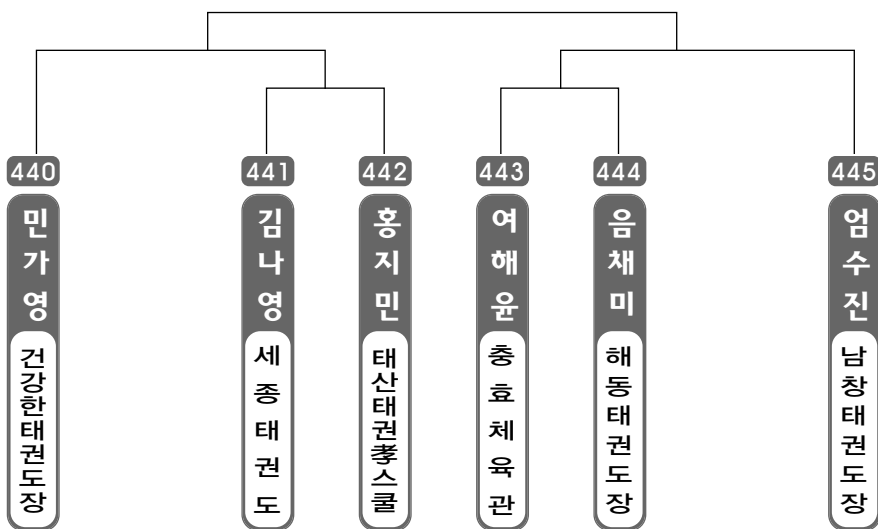 440
민가영
건강한태권도장
441
김나영
세종태권도
442
홍지민
태산태권孝스쿨
443
여해윤
충효체육관
444
음채미
해동태권도장
445
엄수진
남창태권도장